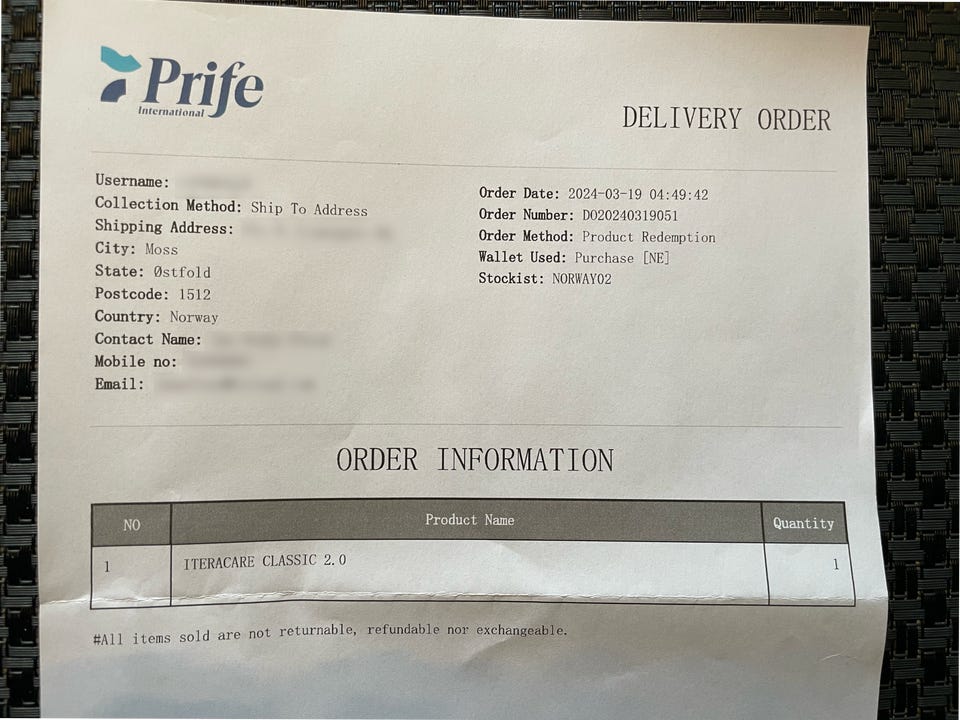 Prife
International
DELIVERY ORDER
Username:
Collection Method: Ship To Address
Shipping Address:
City: Moss
State: Østfold
Postcode: 1512
Country: Norway
Contact Name:
Mobile no:
Email:
Order Date: 2024-03-19 04:49:42
Order Number: DO20240319051
Order Method: Product Redemption
Wallet Used: Purchase [NE]
Stockist: NORWAY02
ORDER INFORMATION
NO Product Name Quantity
1 ITERACARE CLASSIC 2.0 1
#All items sold are not returnable, refundable nor exchangeable.